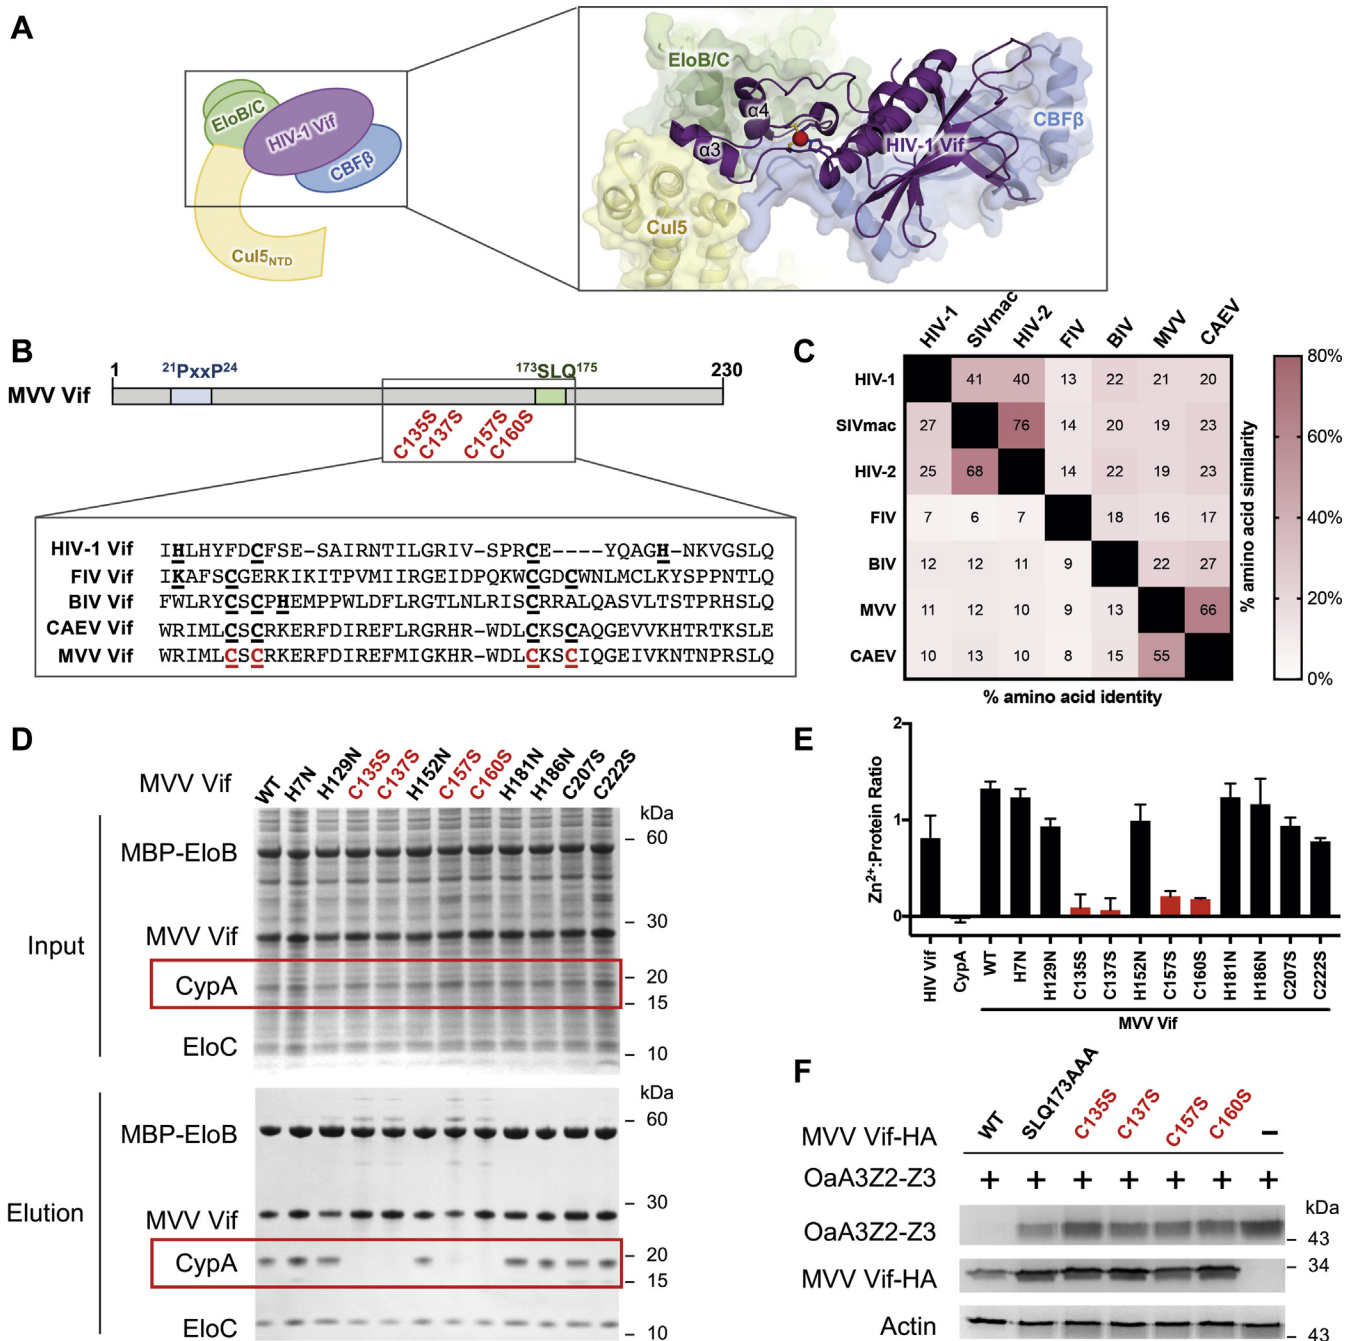 A
EloB/C
HIV-1 Vif
CBFβ
Cul5NTD
EloB/C
α4
α3
HIV-1 Vif
CBFβ
Cul5
B
1
21PxxP24
173SLQ175
230
MVV Vif
C135S
C137S
C157S
C160S
HIV-1 Vif IHLHYFDCFSE-SAIRNTILGRIV-SPRCE----YQAGH-NKVGSLQ
FIV Vif IKAFSCGERKIKITPVMIIRGEIDPQKWCGDCWNLMCLKYSPPNTLQ
BIV Vif FWLRYCSCPHEMPPWLDFLRGTLNLRISCRRALQASVLTSTPRHSLQ
CAEV Vif WRIMLCSCRKERFDIREFLRGRHR-WDLCKSCAQGEVVKHTRTKSLE
MVV Vif WRIMLCSCRKERFDIREFMIGKHR-WDLCKSCIQGEIVKNTNPRSLQ
C
HIV-1 SIVmac HIV-2 FIV BIV MVV CAEV
HIV-1 41 40 13 22 21 20
SIVmac 27 76 14 20 19 23
HIV-2 25 68 14 22 19 23
FIV 7 6 7 18 16 17
BIV 12 12 11 9 22 27
MVV 11 12 10 9 13 66
CAEV 10 13 10 8 15 55
% amino acid identity
% amino acid similarity
80%
60%
40%
20%
0%
D
MVV Vif
WT H7N H129N C135S C137S H152N C157S C160S H181N H186N C207S C222S
kDa
MBP-EloB
60
Input
MVV Vif
30
CypA
20
15
EloC
10
kDa
MBP-EloB
60
Elution
MVV Vif
30
CypA
20
15
EloC
10
E
Zn2+:Protein Ratio
2
1
0
HIV Vif CypA WT H7N H129N C135S C137S H152N C157S C160S H181N H186N C207S C222S
MVV Vif
F
MVV Vif-HA WT SLQ173AAA C135S C137S C157S C160S −
OaA3Z2-Z3 + + + + + + +
kDa
OaA3Z2-Z3
43
MVV Vif-HA
34
Actin
43